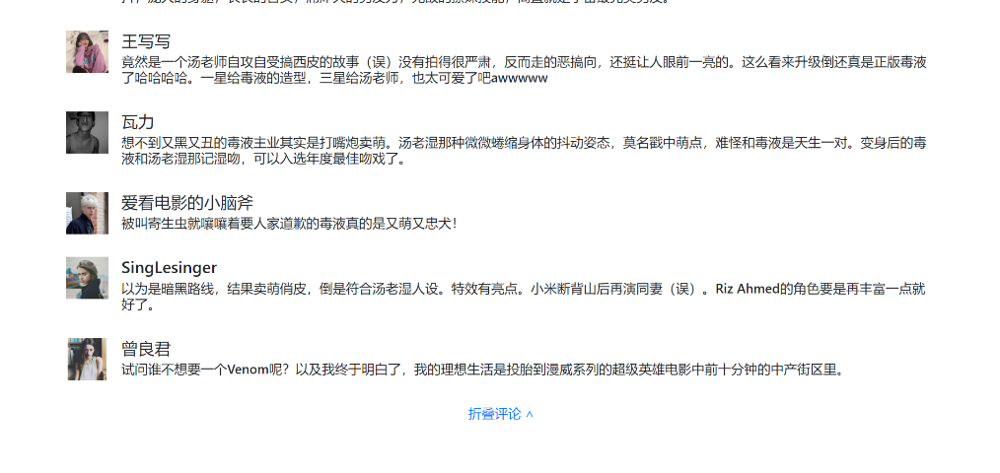 王写写
竟然是一个汤老师自攻自受搞西皮的故事（误）没有拍得很严肃，反而走的恶搞向，还挺让人眼前一亮的。这么看来升级倒还真是正版毒液
了哈哈哈哈。一星给毒液的造型，三星给汤老师，也太可爱了吧awwwww
瓦力
想不到又黑又丑的毒液主业其实是打嘴炮卖萌。汤老湿那种微微蜷缩身体的抖动姿态，莫名戳中萌点，难怪和毒液是天生一对。变身后的毒
液和汤老湿那记湿吻，可以入选年度最佳吻戏了。
爱看电影的小脑斧
被叫寄生虫就嚷嚷着要人家道歉的毒液真的是又萌又忠犬！
SingLesinger
以为是暗黑路线，结果卖萌俏皮，倒是符合汤老湿人设。特效有亮点。小米断背山后再演同妻（误）。Riz Ahmed的角色要是再丰富一点就
好了。
曾良君
试问谁不想要一个Venom呢？以及我终于明白了，我的理想生活是投胎到漫威系列的超级英雄电影中前十分钟的中产街区里。
折叠评论 ^